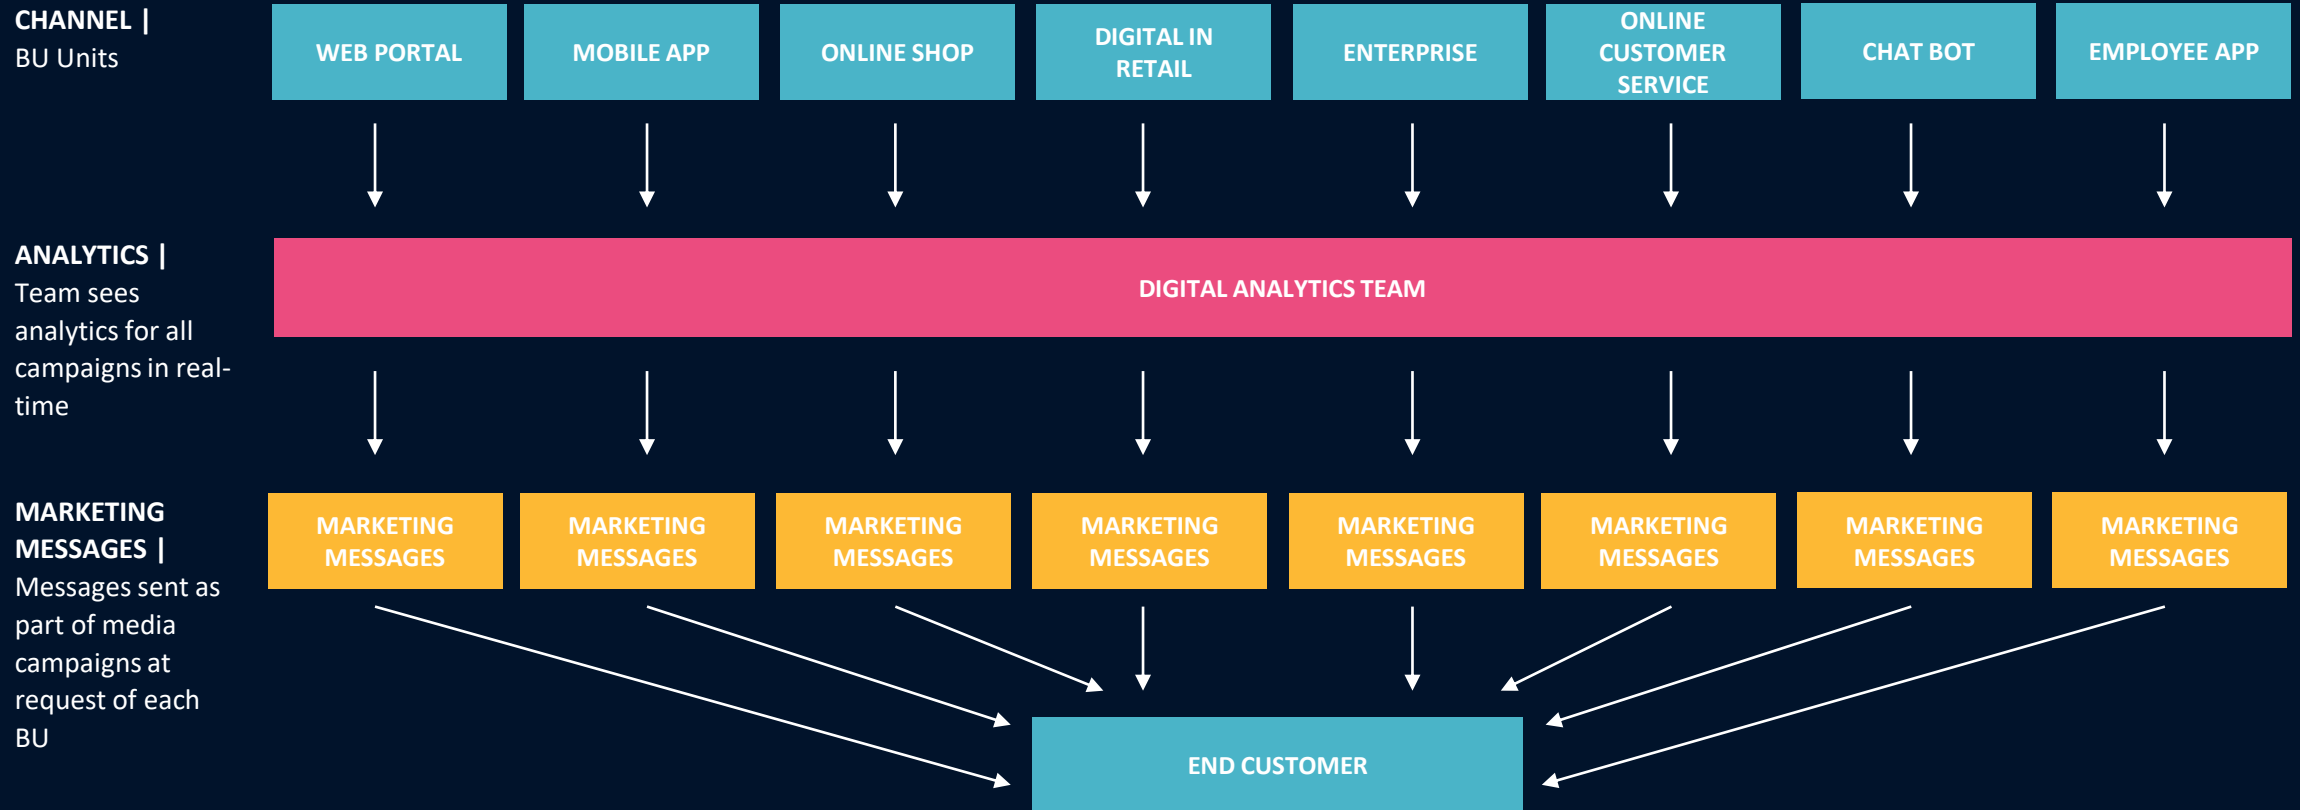 CHANNEL |
BU Units
WEB PORTAL
MOBILE APP
ONLINE SHOP
DIGITAL IN
RETAIL
ENTERPRISE
ONLINE
CUSTOMER
SERVICE
CHAT BOT
EMPLOYEE APP
ANALYTICS |
Team sees
analytics for all
campaigns in real-
time
DIGITAL ANALYTICS TEAM
MARKETING
MESSAGES |
Messages sent as
part of media
campaigns at
request of each
BU
MARKETING
MESSAGES
MARKETING
MESSAGES
MARKETING
MESSAGES
MARKETING
MESSAGES
MARKETING
MESSAGES
MARKETING
MESSAGES
MARKETING
MESSAGES
MARKETING
MESSAGES
END CUSTOMER